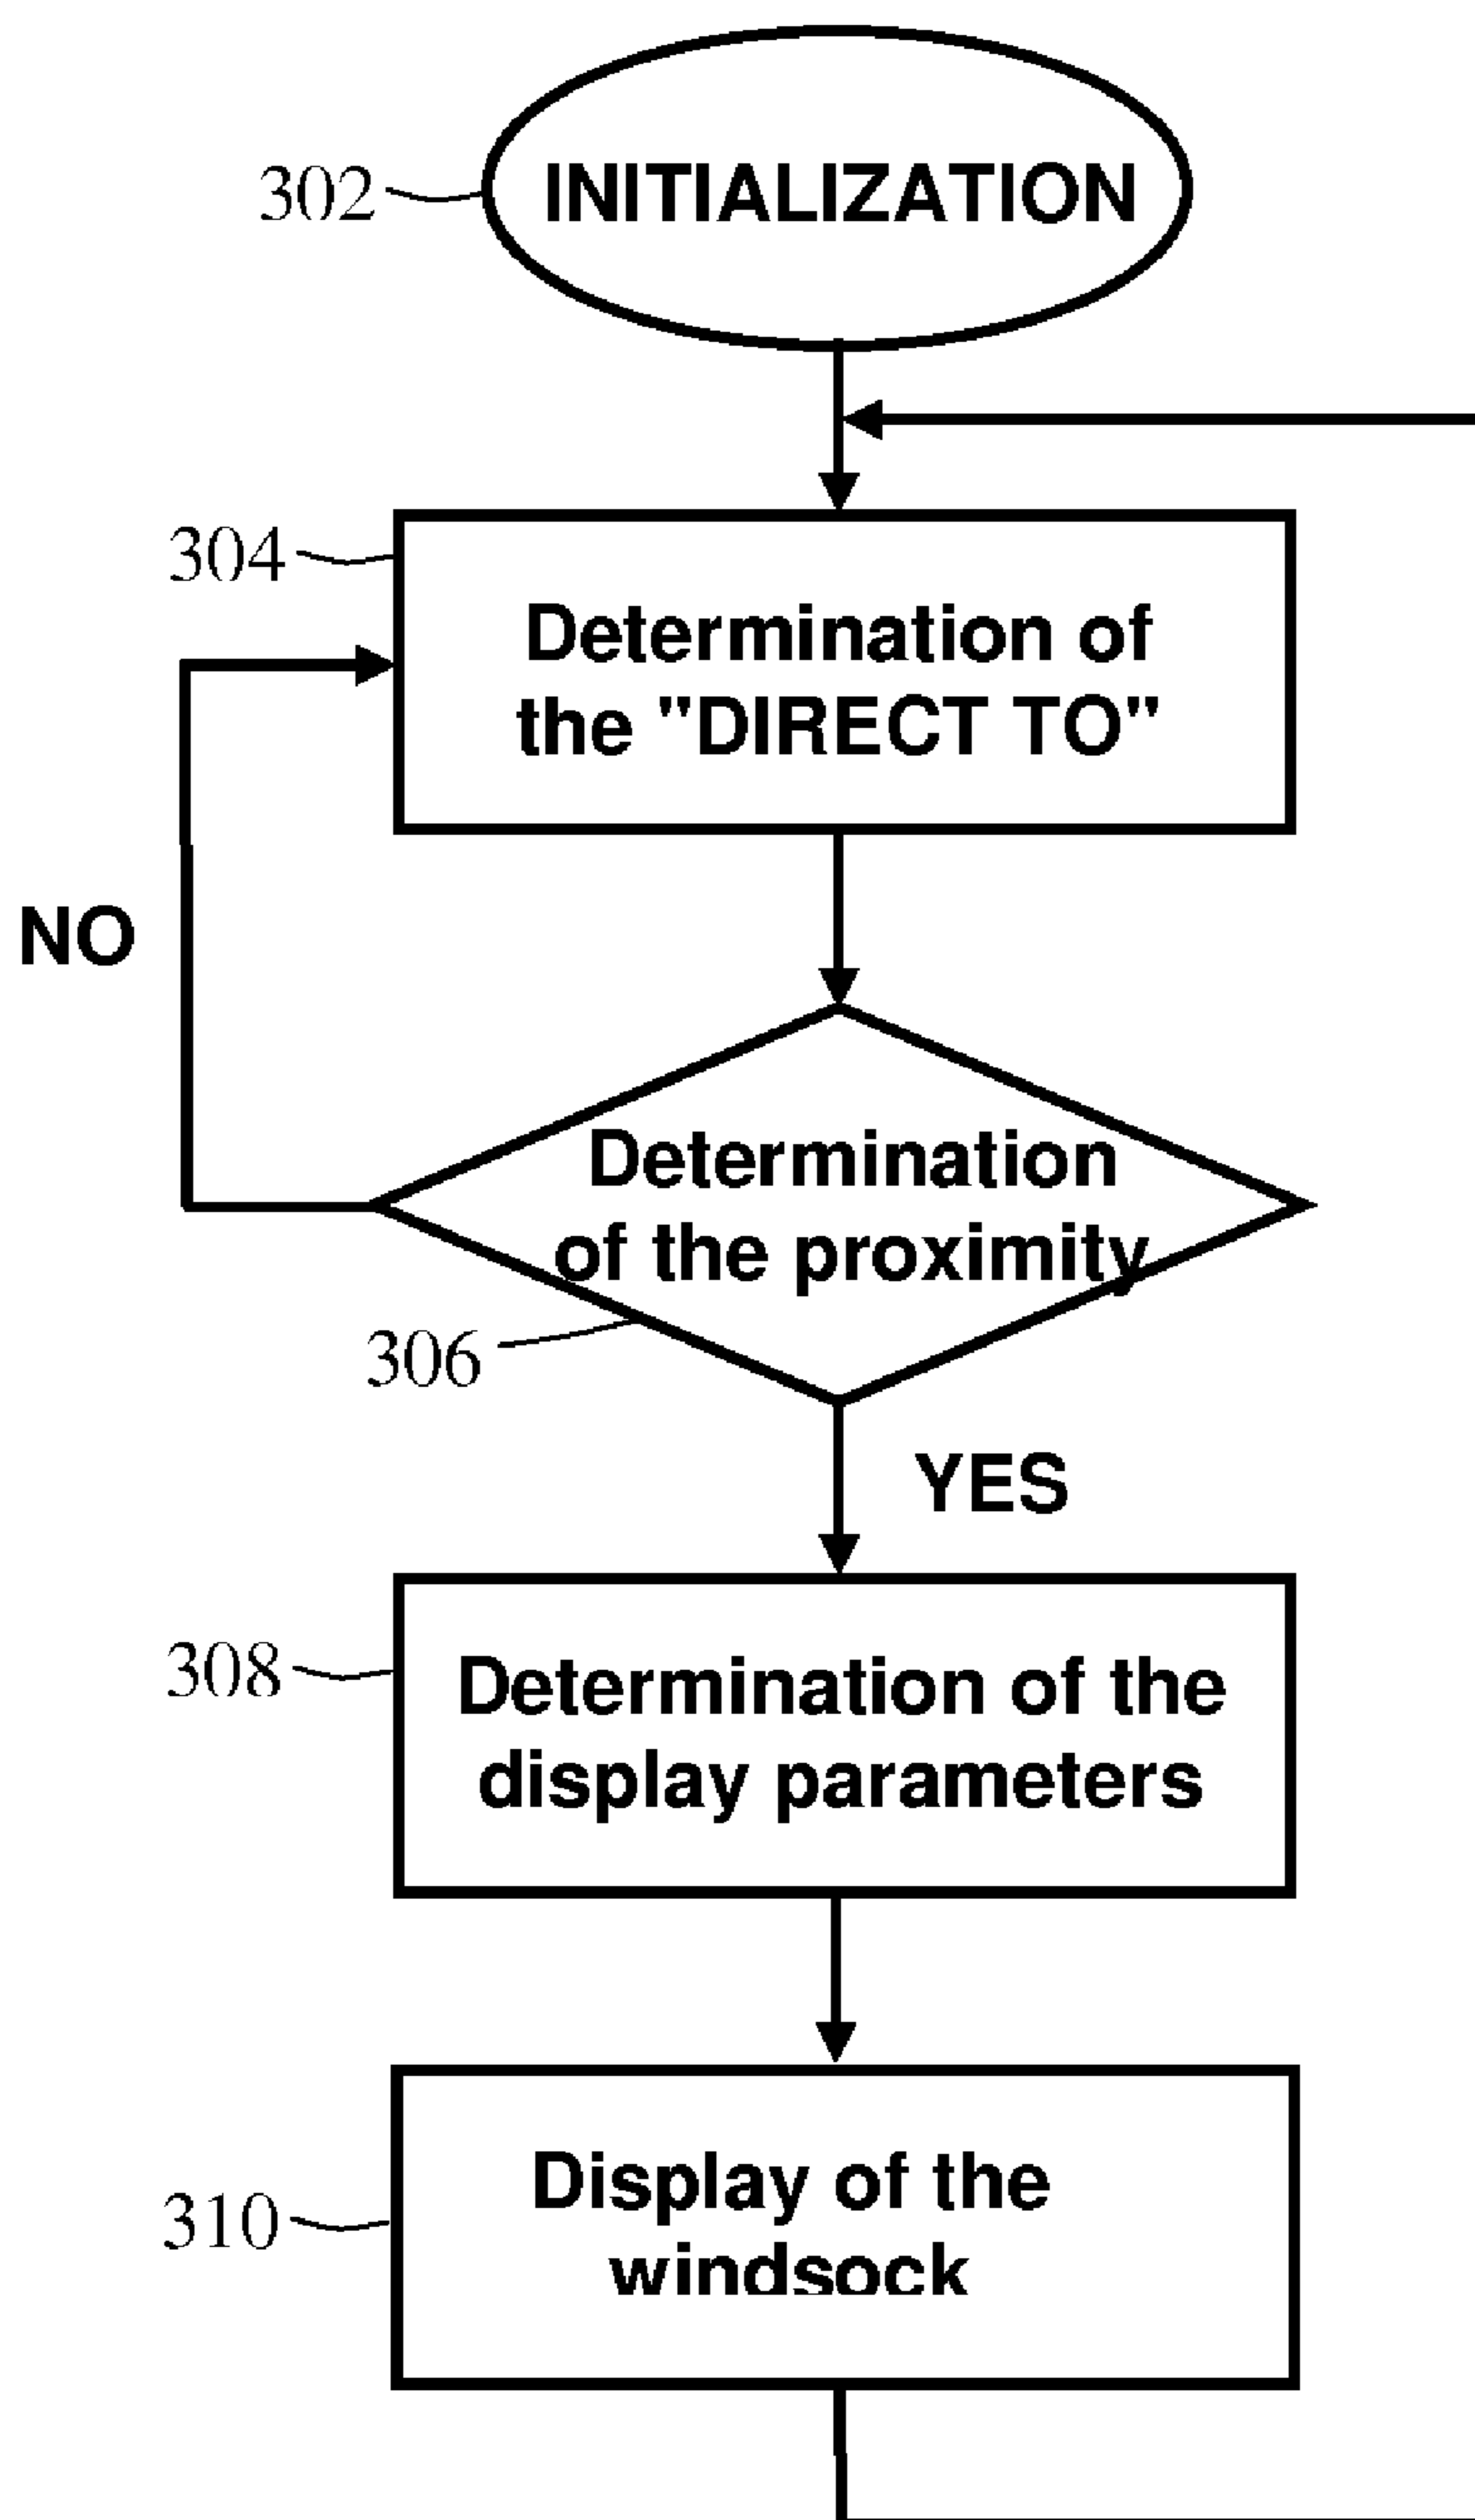 302
INITIALIZATION
304
Determination of
the "DIRECT TO"
NO
Determination
of the proximity
306
YES
308
Determination of the
display parameters
310
Display of the
windsock